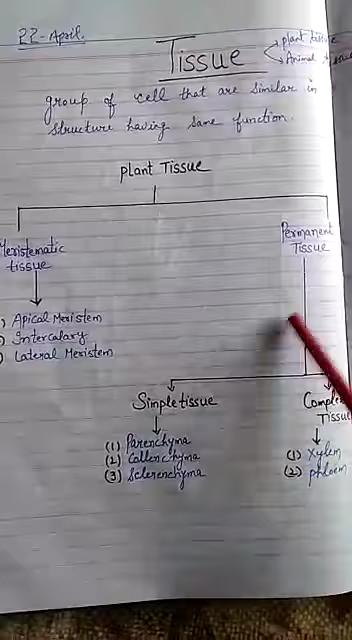 22-April.
Tissue
plant tissue
Animal
group of cell that are similar in
structure having same function.
plant Tissue
Meristematic
tissue
Permanent
Tissue
) Apical Meristem
) Intercalary
) Lateral Meristem
Simple tissue
Tissue
(1) Parenchyma
(2) Collenchyma
(3) Sclerenchyma
(1) Xylem
(2) phloem